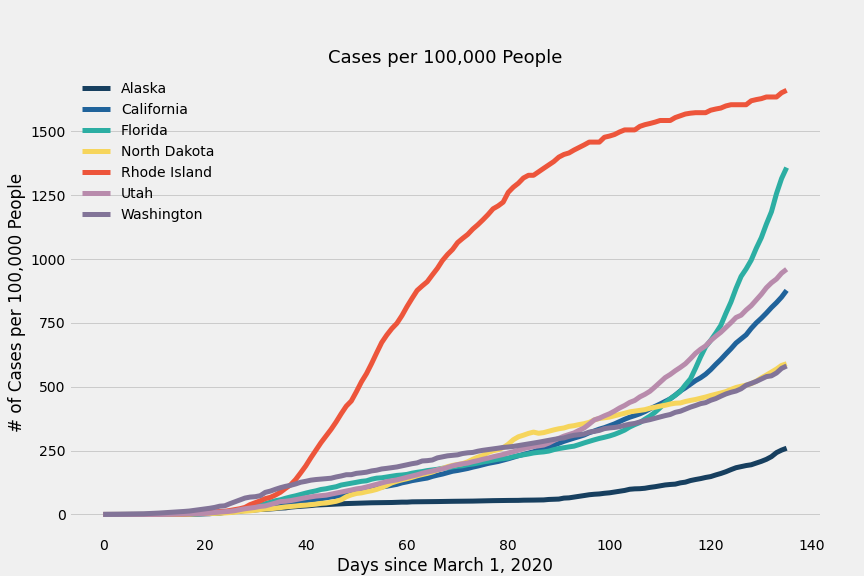 Cases per 100,000 People
Alaska
California
Florida
North Dakota
Rhode Island
Utah
Washington
# of Cases per 100,000 People
1500
1250
1000
750
500
250
0
0 20 40 60 80 100 120 140
Days since March 1, 2020